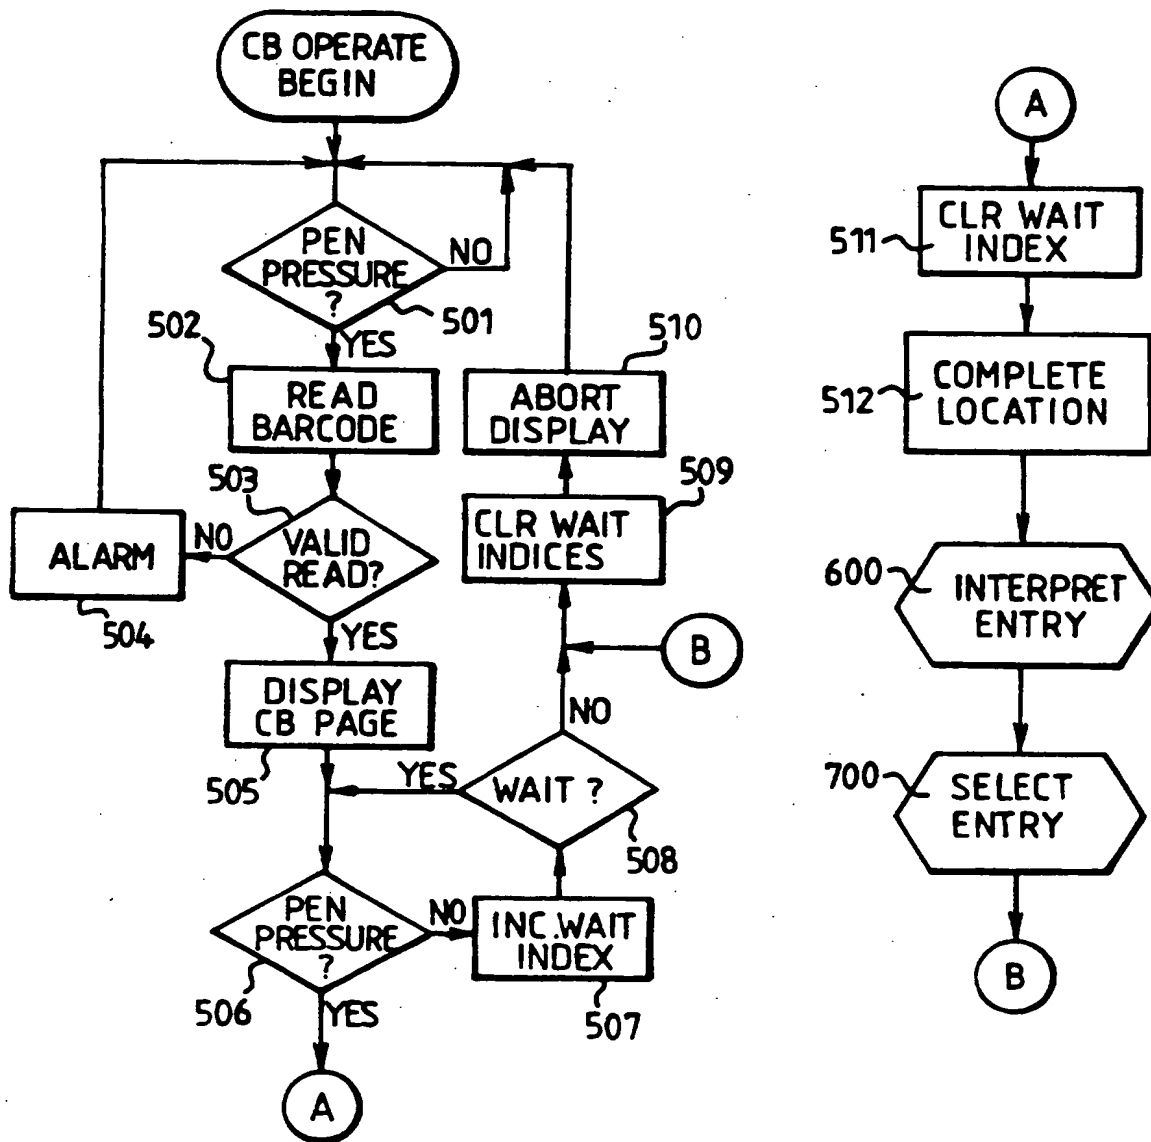 CB OPERATE
BEGIN
PEN
PRESSURE
?
NO
501
YES
502
READ
BARCODE
503
VALID
READ?
NO
ALARM
504
YES
DISPLAY
CB PAGE
505
PEN
PRESSURE
?
506
NO
YES
A
INC.WAIT
INDEX
507
WAIT ?
508
YES
NO
B
CLR WAIT
INDICES
509
ABORT
DISPLAY
510
A
CLR WAIT
INDEX
511
COMPLETE
LOCATION
512
INTERPRET
ENTRY
600
SELECT
ENTRY
700
B